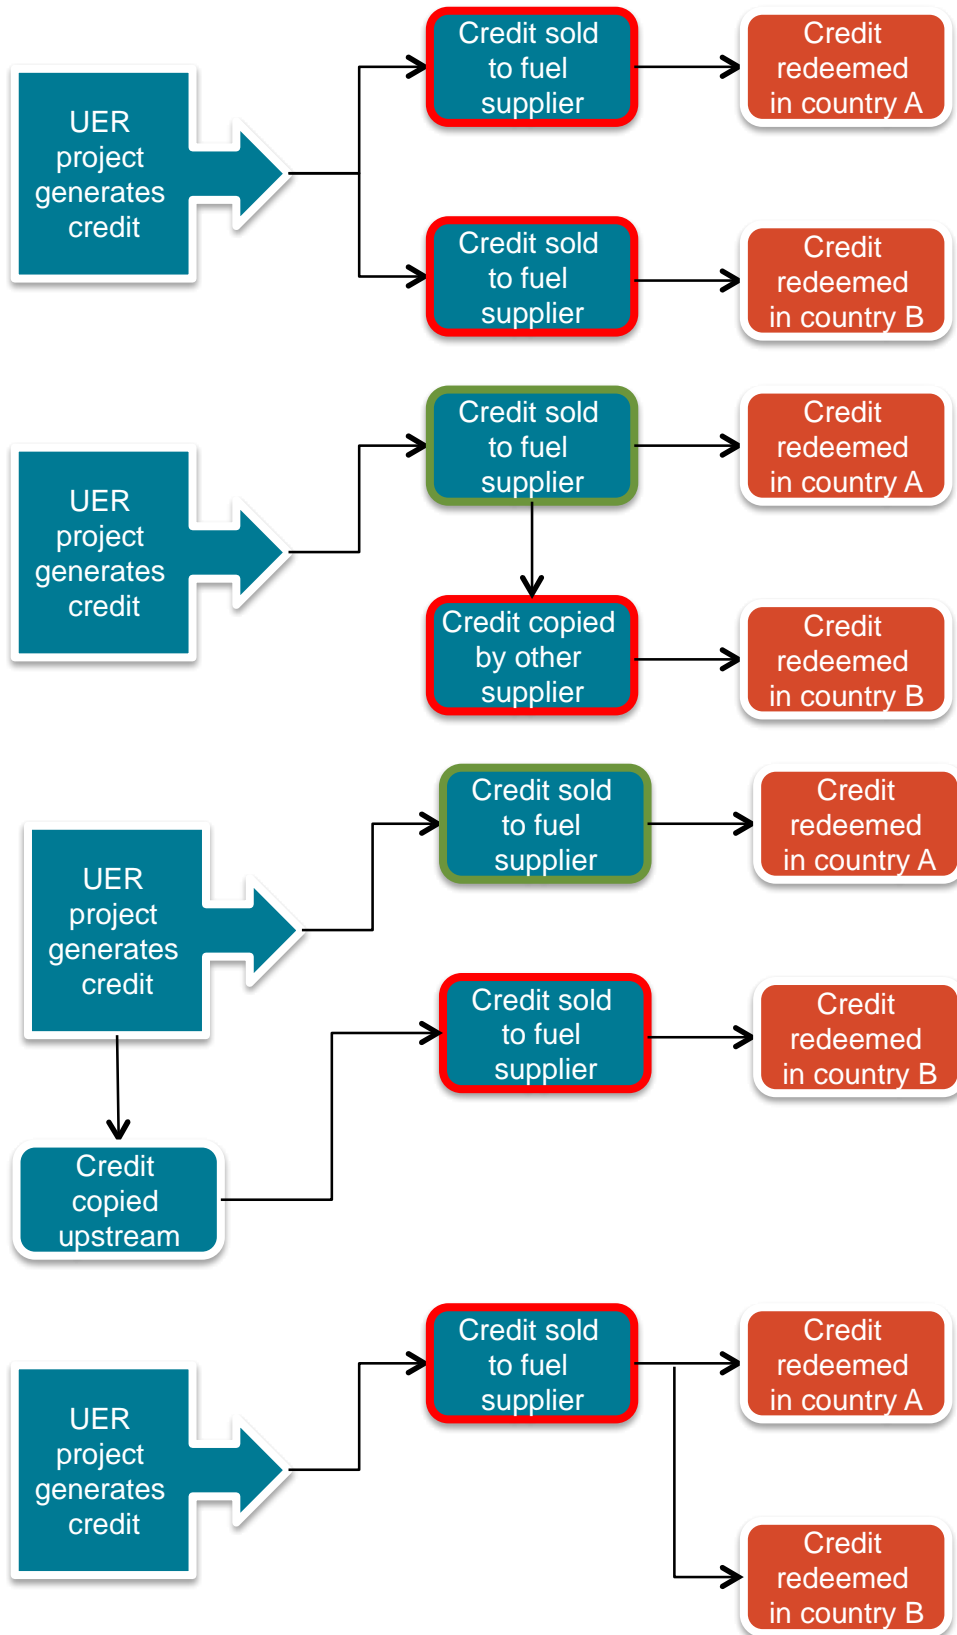 UER
project
generates
credit
Credit sold
to fuel
supplier
Credit
redeemed
in country A
Credit sold
to fuel
supplier
Credit
redeemed
in country B
UER
project
generates
credit
Credit sold
to fuel
supplier
Credit
redeemed
in country A
Credit copied
by other
supplier
Credit
redeemed
in country B
UER
project
generates
credit
Credit sold
to fuel
supplier
Credit
redeemed
in country A
Credit copied
upstream
Credit sold
to fuel
supplier
Credit
redeemed
in country B
UER
project
generates
credit
Credit sold
to fuel
supplier
Credit
redeemed
in country A
Credit
redeemed
in country B